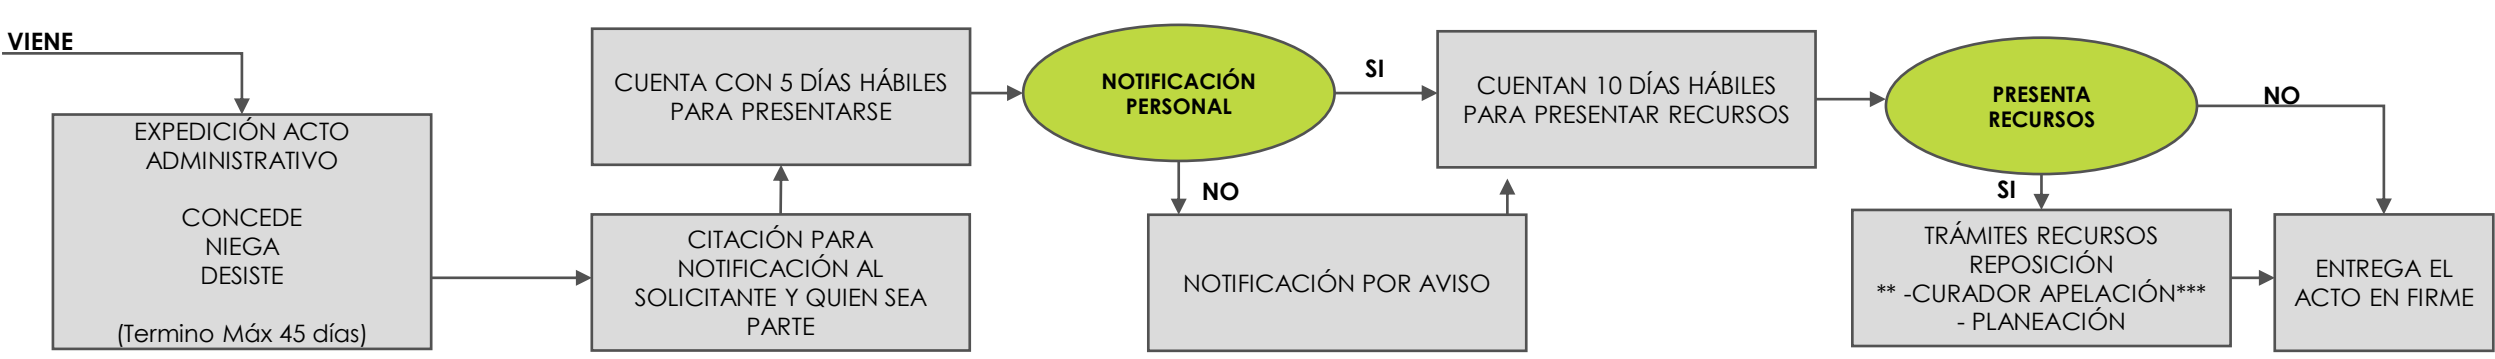 VIENE
EXPEDICIÓN ACTO
ADMINISTRATIVO
CONCEDE
NIEGA
DESISTE
(Termino Máx 45 días)
CITACIÓN PARA
NOTIFICACIÓN AL
SOLICITANTE Y QUIEN SEA
PARTE
CUENTA CON 5 DÍAS HÁBILES
PARA PRESENTARSE
NOTIFICACIÓN
PERSONAL
SI
NO
NOTIFICACIÓN POR AVISO
CUENTAN 10 DÍAS HÁBILES
PARA PRESENTAR RECURSOS
PRESENTA
RECURSOS
NO
SI
TRÁMITES RECURSOS
REPOSICIÓN
** -CURADOR APELACIÓN***
- PLANEACIÓN
ENTREGA EL
ACTO EN FIRME